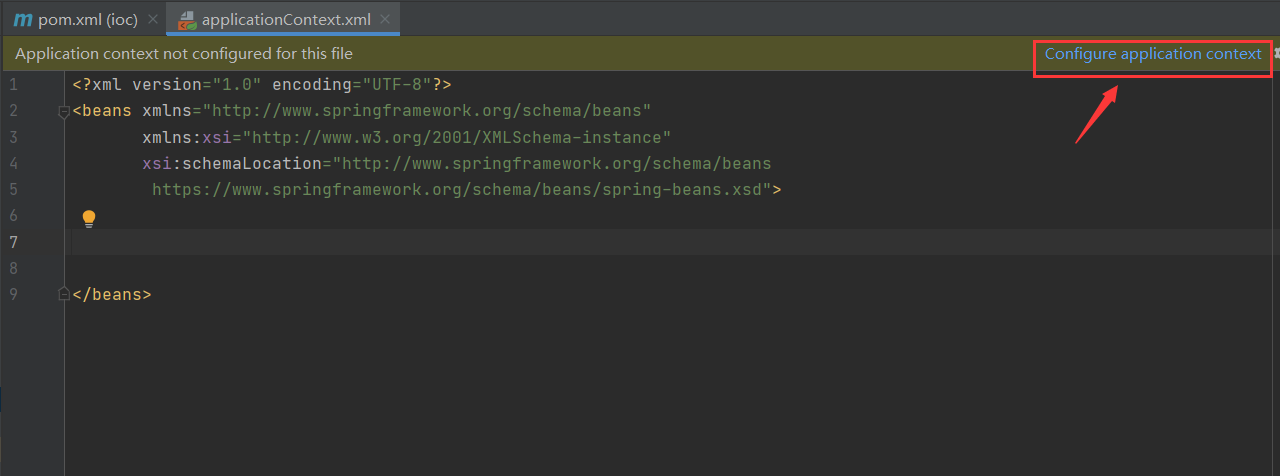 m pom.xml (ioc) applicationContext.xml
Application context not configured for this file Configure application context
1 <?xml version="1.0" encoding="UTF-8"?>
2 <beans xmlns="http://www.springframework.org/schema/beans"
3 xmlns:xsi="http://www.w3.org/2001/XMLSchema-instance"
4 xsi:schemaLocation="http://www.springframework.org/schema/beans
5 https://www.springframework.org/schema/beans/spring-beans.xsd">
6
7
8
9 </beans>